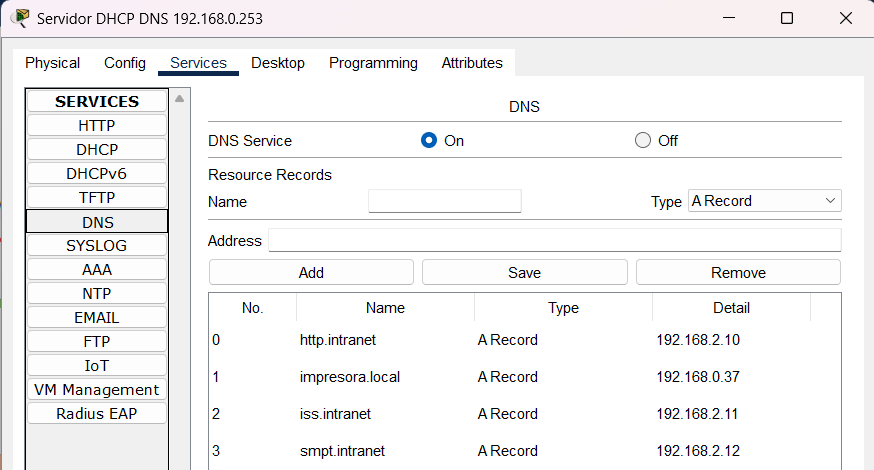 Servidor DHCP DNS 192.168.0.253
Physical Config Services Desktop Programming Attributes
SERVICES
HTTP
DHCP
DHCPv6
TFTP
DNS
SYSLOG
AAA
NTP
EMAIL
FTP
IoT
VM Management
Radius EAP
DNS
DNS Service On Off
Resource Records
Name Type A Record
Address
Add Save Remove
No. Name Type Detail
0 http.intranet A Record 192.168.2.10
1 impresora.local A Record 192.168.0.37
2 iss.intranet A Record 192.168.2.11
3 smpt.intranet A Record 192.168.2.12